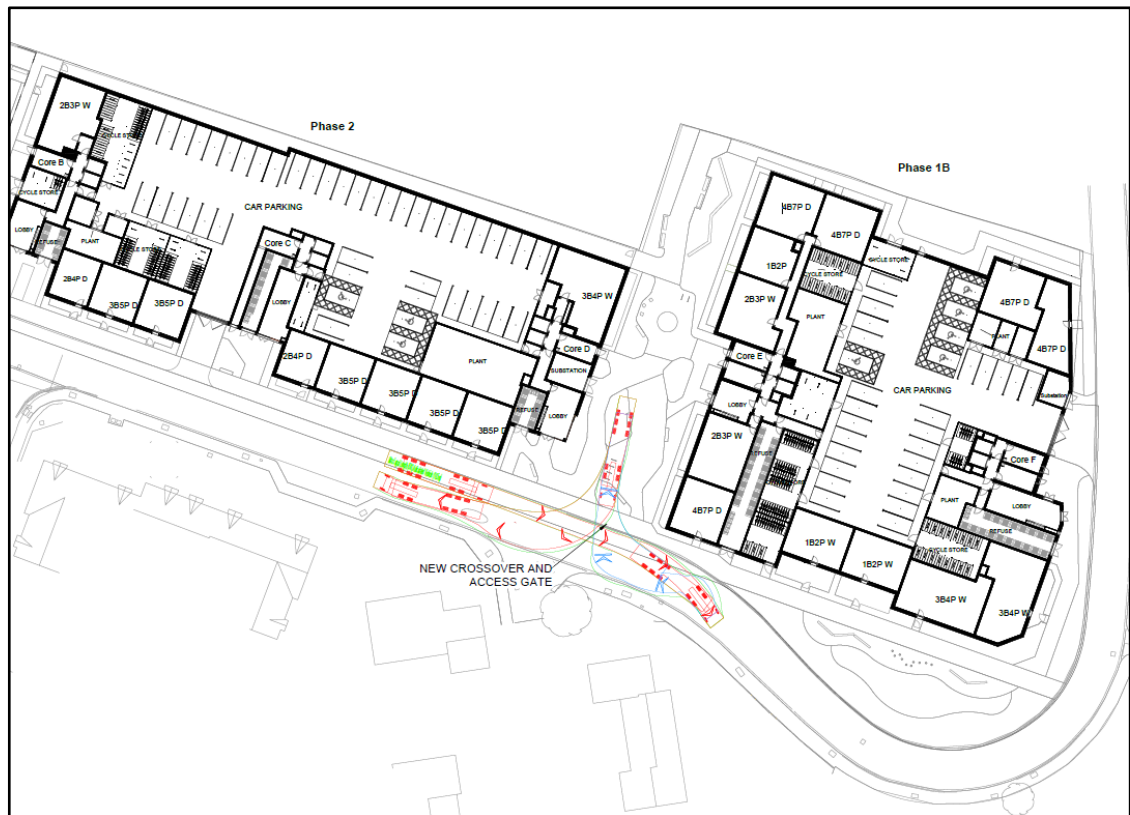 Phase 2
Phase 1B
2B3P W
CYCLE STORE
Core B
CYCLE STORE
LOBBY
REFUSE
PLANT
CYCLE STORE
2B4P D
3B5P D
3B5P D
CAR PARKING
Core C
LOBBY
2B4P D
3B5P D
3B5P D
3B5P D
3B5P D
PLANT
3B4P W
Core D
SUBSTATION
REFUSE
LOBBY
4B7P D
4B7P D
1B2P
CYCLE STORE
CYCLE STORE
2B3P W
PLANT
4B7P D
PLANT
4B7P D
Core E
CAR PARKING
Substation
LOBBY
2B3P W
REFUSE
Core F
PLANT
LOBBY
REFUSE
4B7P D
1B2P W
1B2P W
CYCLE STORE
3B4P W
3B4P W
NEW CROSSOVER AND
ACCESS GATE